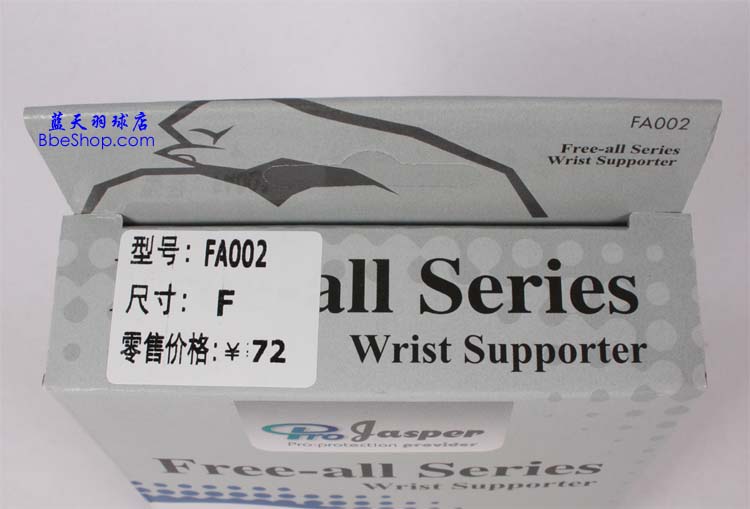 蓝天羽球店
BbeShop.com
FA002
Free-all Series
Wrist Supporter
型号: FA002
尺寸: F
零售价格: ¥: 72
all Series
Wrist Supporter
Pro Jasper
Pro-protection provider
Free-all Series
Wrist Supporter